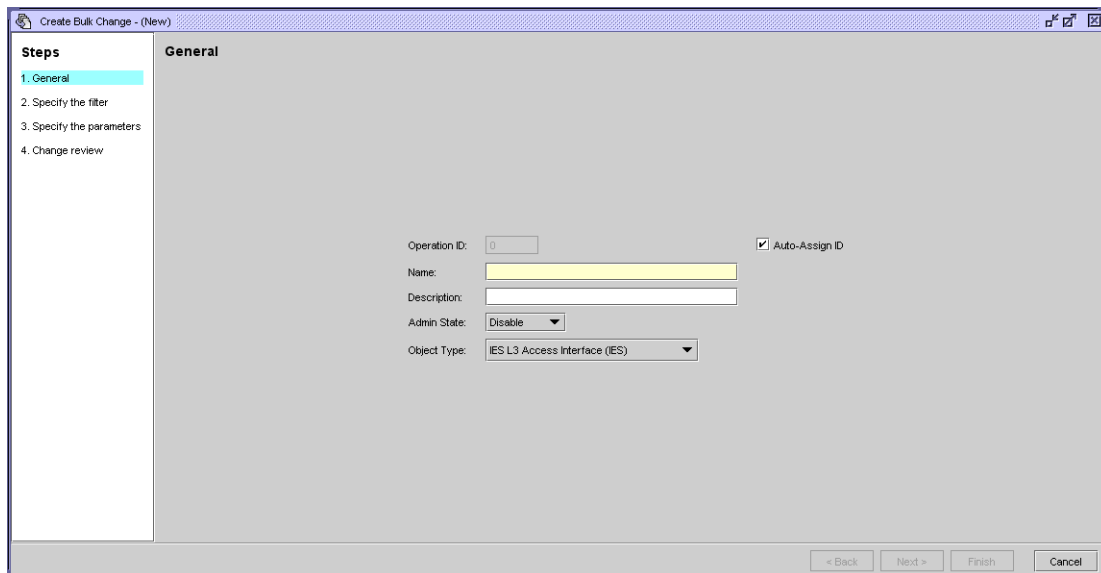 Create Bulk Change - (New)
Steps
1. General
2. Specify the filter
3. Specify the parameters
4. Change review
General
Operation ID: 0 Auto-Assign ID
Name:
Description:
Admin State: Disable
Object Type: IES L3 Access Interface (IES)
< Back Next > Finish Cancel